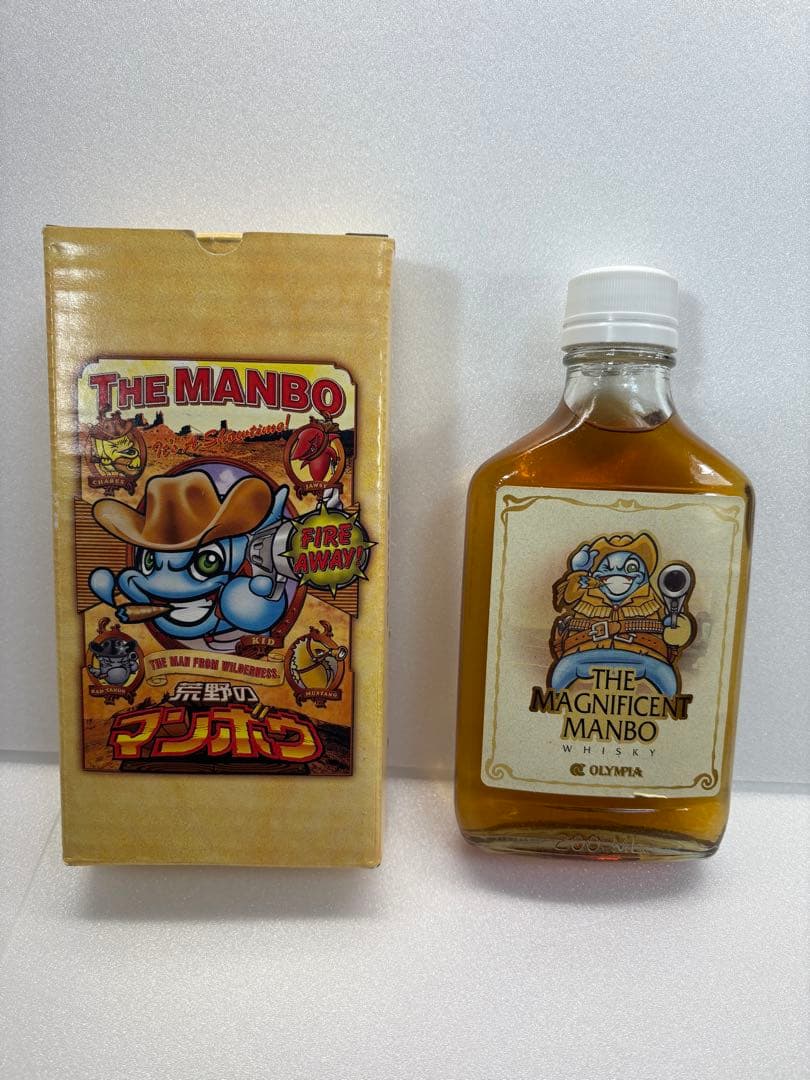 THE MANBO
It's A Showtime!
CHARES
JAWS
FIRE
AWAY!
KID
THE MAN FROM WILDERNESS.
MUSTANG
荒野の
マンボウ
THE
MAGNIFICENT
MANBO
WHISKY
OLYMPIA
200 ML